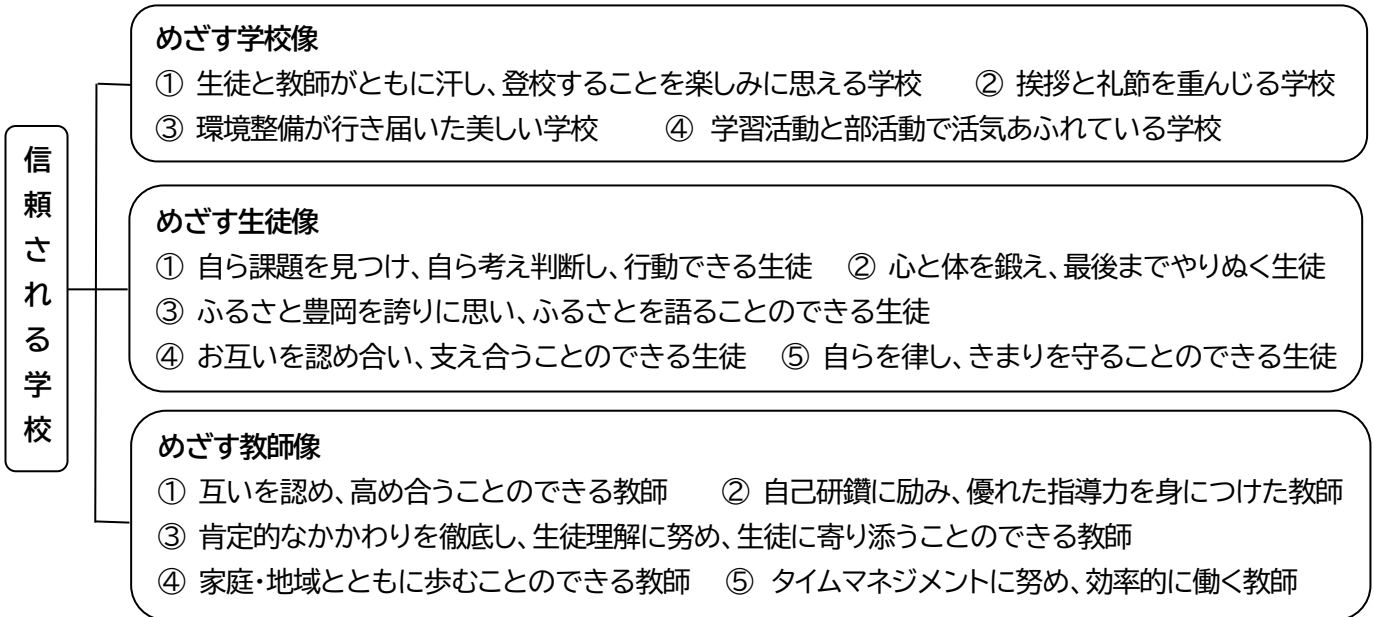 信頼される学校
めざす学校像
① 生徒と教師がともに汗し、登校することを楽しみに思える学校 ② 挨拶と礼節を重んじる学校
③ 環境整備が行き届いた美しい学校 ④ 学習活動と部活動で活気あふれている学校
めざす生徒像
① 自ら課題を見つけ、自ら考え判断し、行動できる生徒 ② 心と体を鍛え、最後までやりぬく生徒
③ ふるさと豊岡を誇りに思い、ふるさとを語ることのできる生徒
④ お互いを認め合い、支え合うことのできる生徒 ⑤ 自らを律し、きまりを守ることのできる生徒
めざす教師像
① 互いを認め、高め合うことのできる教師 ② 自己研鑽に励み、優れた指導力を身につけた教師
③ 肯定的なかかわりを徹底し、生徒理解に努め、生徒に寄り添うことのできる教師
④ 家庭・地域とともに歩むことのできる教師 ⑤ タイムマネジメントに努め、効率的に働く教師